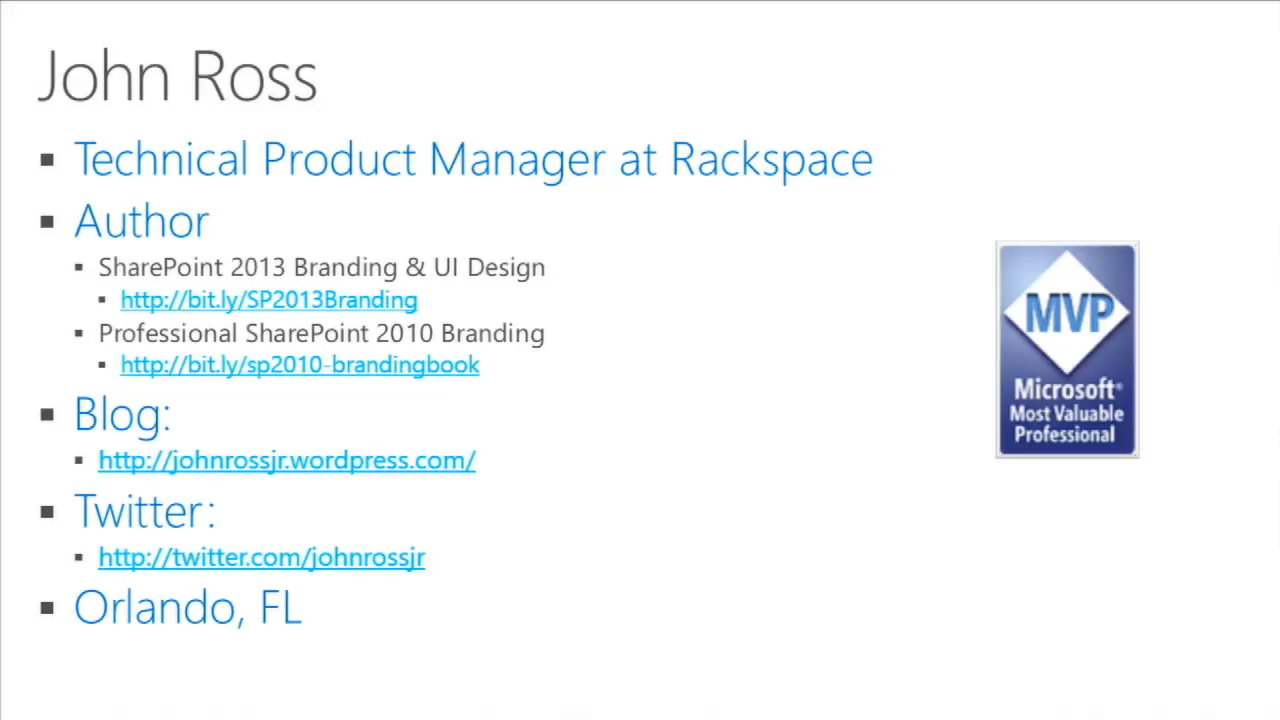 John Ross
Technical Product Manager at Rackspace
Author
SharePoint 2013 Branding & UI Design
http://bit.ly/SP2013Branding
Professional SharePoint 2010 Branding
http://bit.ly/sp2010-brandingbook
Blog:
http://johnrossjr.wordpress.com/
Twitter:
http://twitter.com/johnrossjr
Orlando, FL
MVP
Microsoft®
Most Valuable
Professional